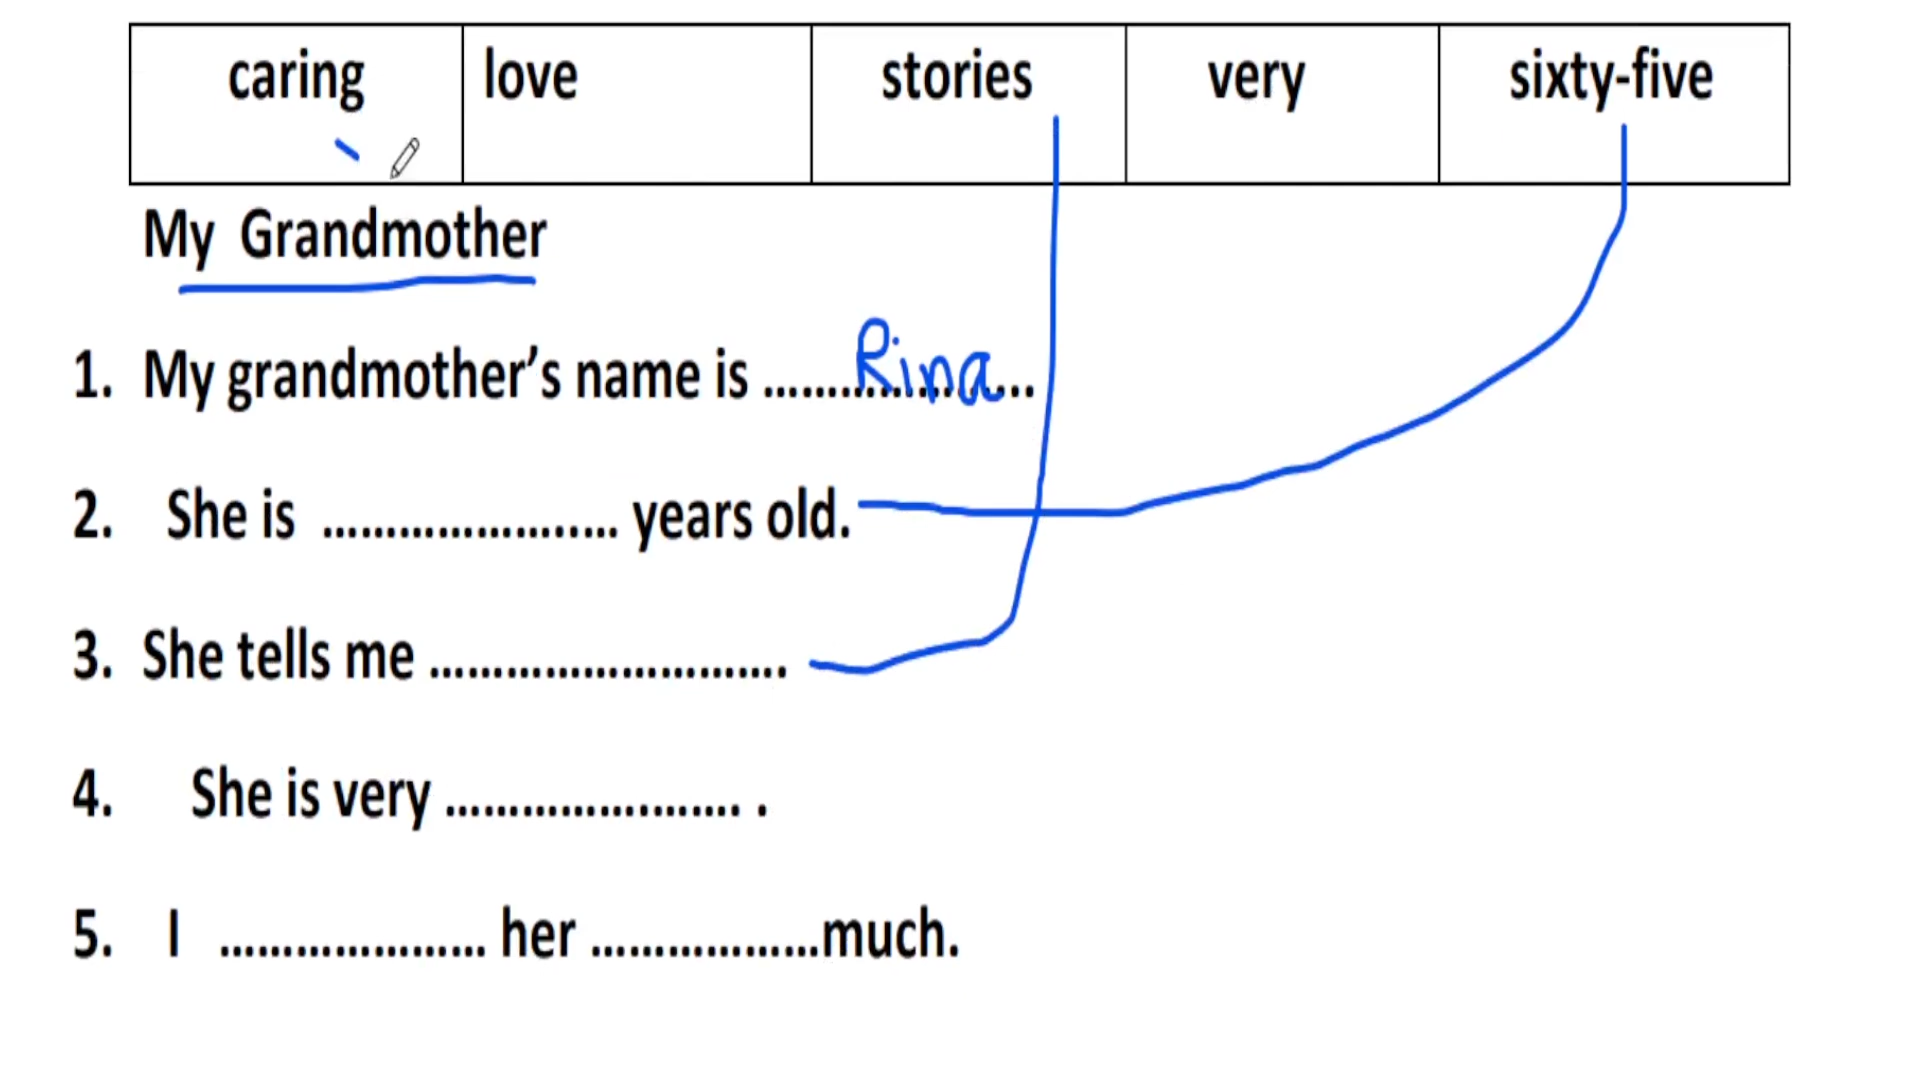 caring love stories very sixty-five
My Grandmother
1. My grandmother’s name is ........Rina........
2. She is ........................ years old.
3. She tells me ............................
4. She is very ........................ .
5. I ..................... her ..................much.